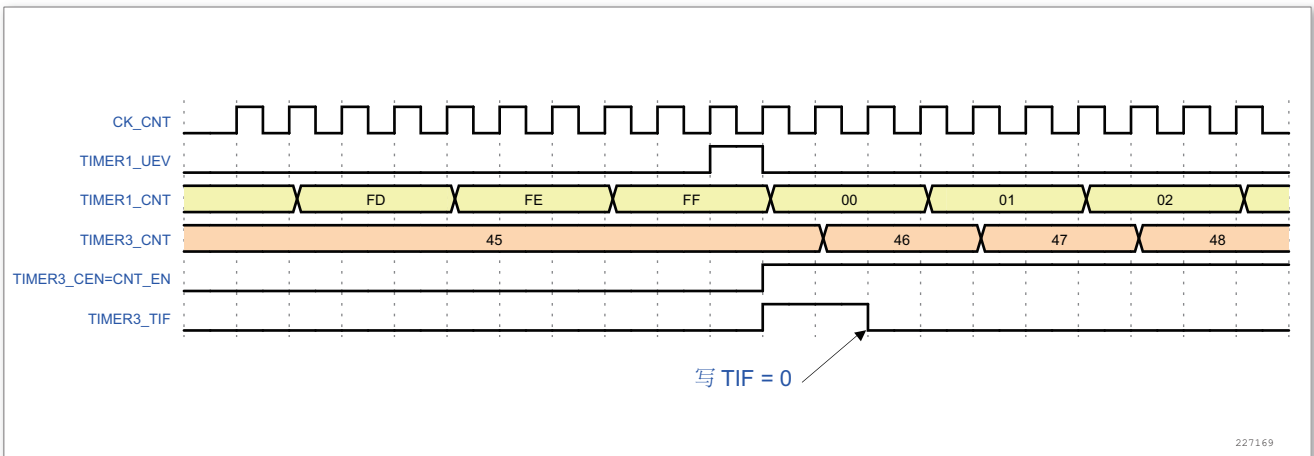 CK_CNT
TIMER1_UEV
TIMER1_CNT FD FE FF 00 01 02
TIMER3_CNT 45 46 47 48
TIMER3_CEN=CNT_EN
TIMER3_TIF
写 TIF = 0
227169